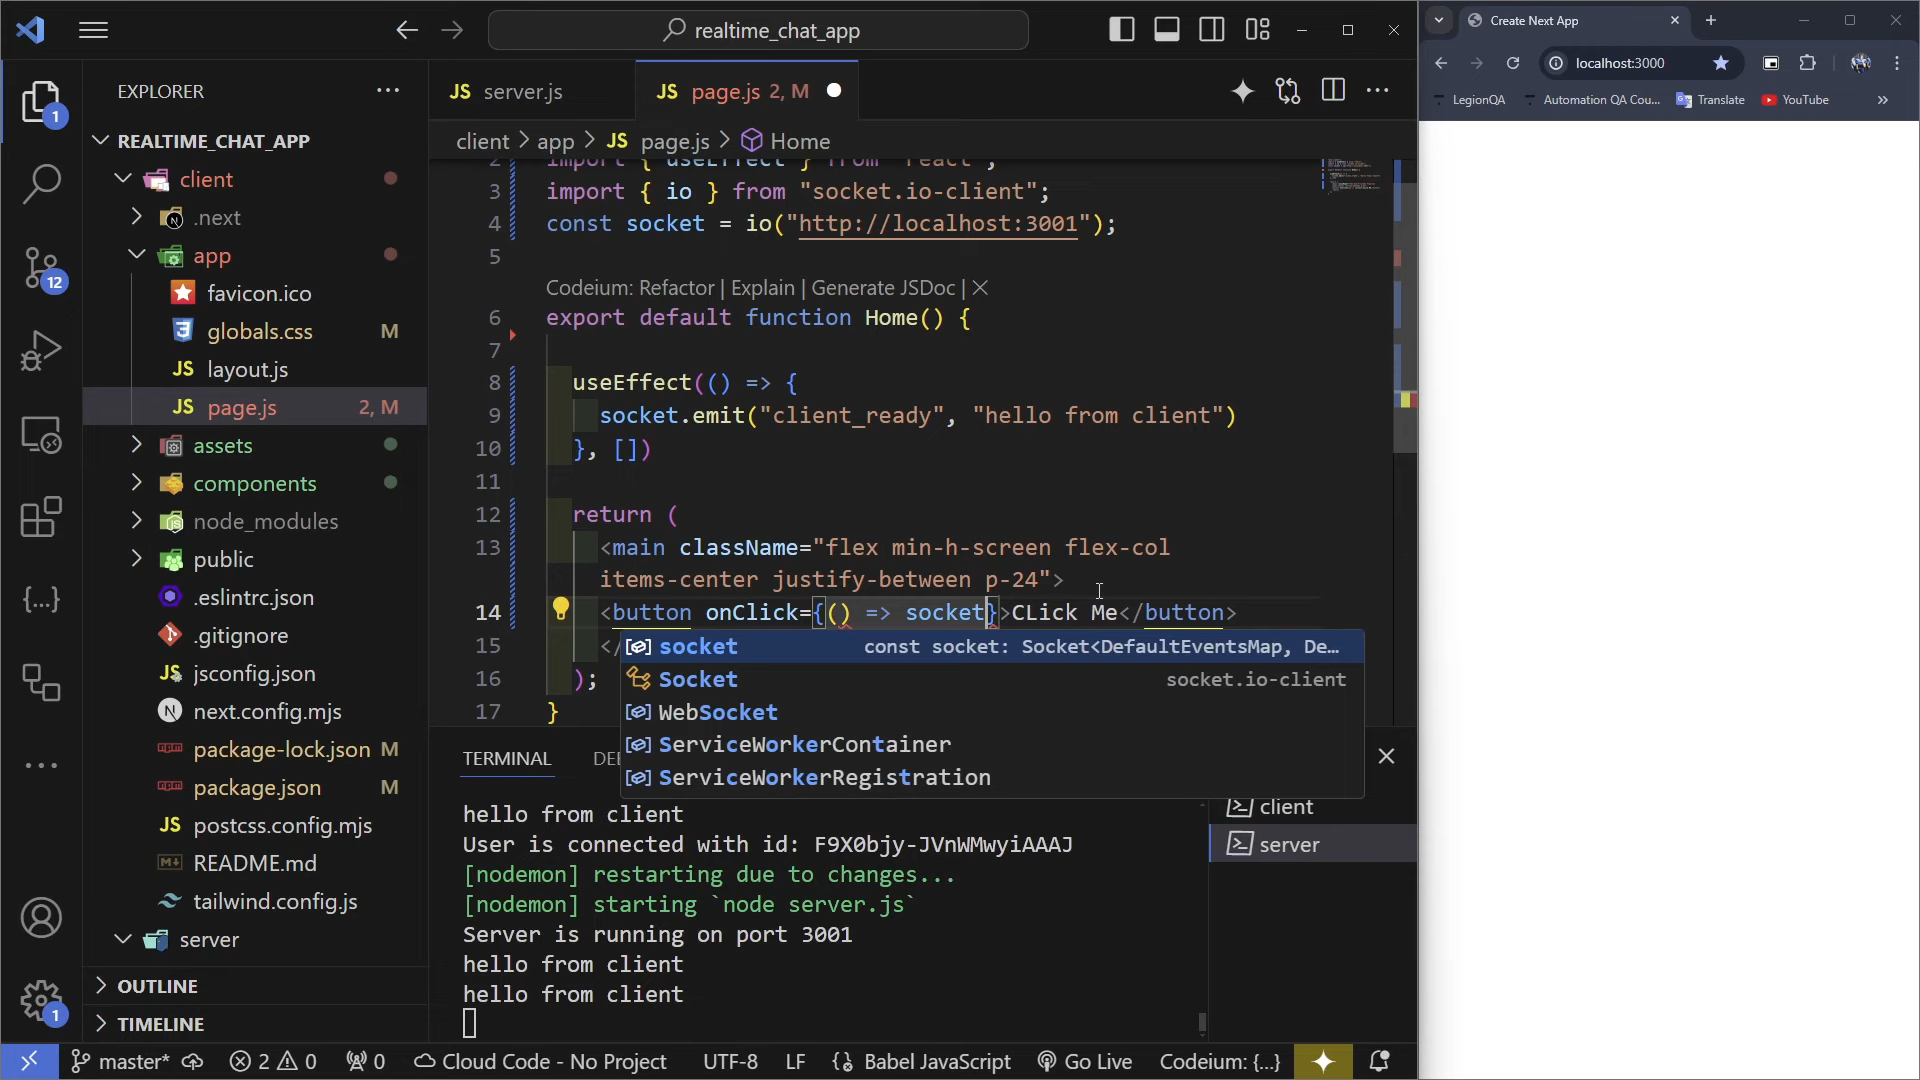 realtime_chat_app
EXPLORER
REALTIME_CHAT_APP
client
.next
app
favicon.ico
globals.css M
layout.js
page.js 2, M
assets
components
node_modules
public
.eslintrc.json
.gitignore
jsconfig.json
next.config.mjs
package-lock.json M
package.json M
postcss.config.mjs
README.md
tailwind.config.js
server
OUTLINE
TIMELINE
JS server.js
JS page.js 2, M
client > app > JS page.js > Home
2 import { useEffect } from "react";
3 import { io } from "socket.io-client";
4 const socket = io("http://localhost:3001");
5
Codeium: Refactor | Explain | Generate JSDoc | X
6 export default function Home() {
7
8 useEffect(() => {
9 socket.emit("client_ready", "hello from client")
10 }, [])
11
12 return (
13 <main className="flex min-h-screen flex-col
items-center justify-between p-24">
14 <button onClick={() => socket}>CLick Me</button>
15 </
16 );
17 }
socket const socket: Socket<DefaultEventsMap, De...
Socket socket.io-client
WebSocket
ServiceWorkerContainer
ServiceWorkerRegistration
TERMINAL DE
hello from client
User is connected with id: F9X0bjy-JVnWMwyiAAAJ
[nodemon] restarting due to changes...
[nodemon] starting `node server.js`
Server is running on port 3001
hello from client
hello from client
client
server
1
12
1
master* 2 0 0 Cloud Code - No Project UTF-8 LF Babel JavaScript Go Live Codeium: {...}
Create Next App
localhost:3000
LegionQA Automation QA Cou... Translate YouTube